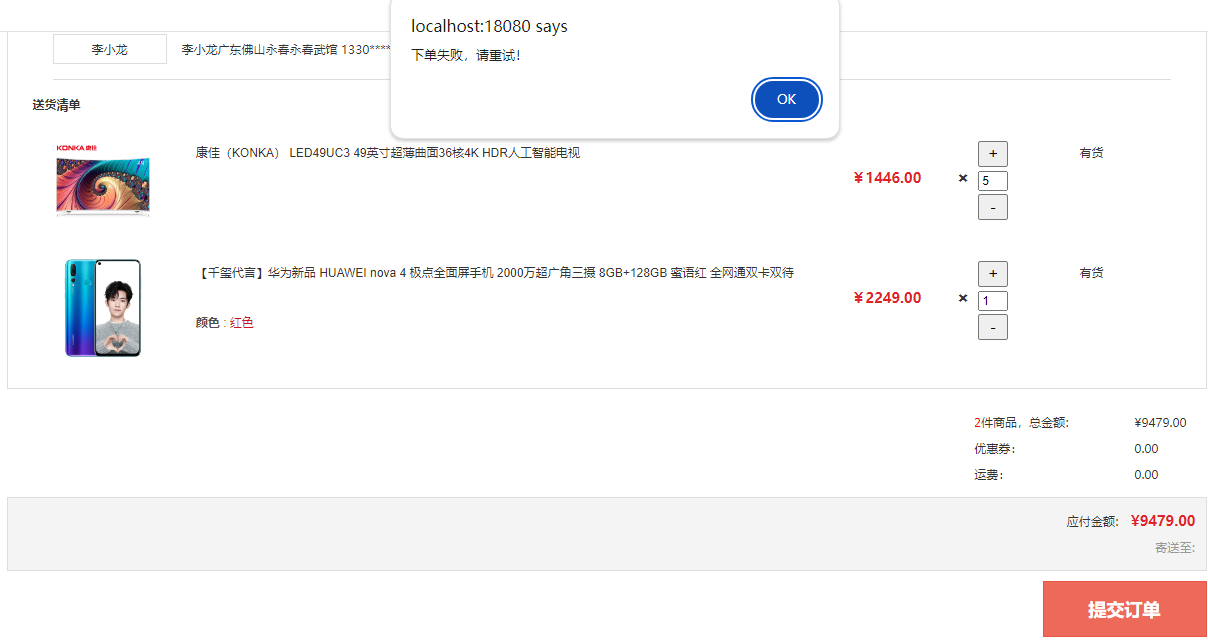 localhost:18080 says
下单失败，请重试！
OK
李小龙
李小龙广东佛山永春永春武馆 1330****
送货清单
KONKA 康佳
康佳（KONKA） LED49UC3 49英寸超薄曲面36核4K HDR人工智能电视
￥1446.00
×
+
5
-
有货
【千玺代言】华为新品 HUAWEI nova 4 极点全面屏手机 2000万超广角三摄 8GB+128GB 蜜语红 全网通双卡双待
颜色 : 红色
￥2249.00
×
+
1
-
有货
2件商品，总金额: ¥9479.00
优惠券: 0.00
运费: 0.00
应付金额: ¥9479.00
寄送至:
提交订单